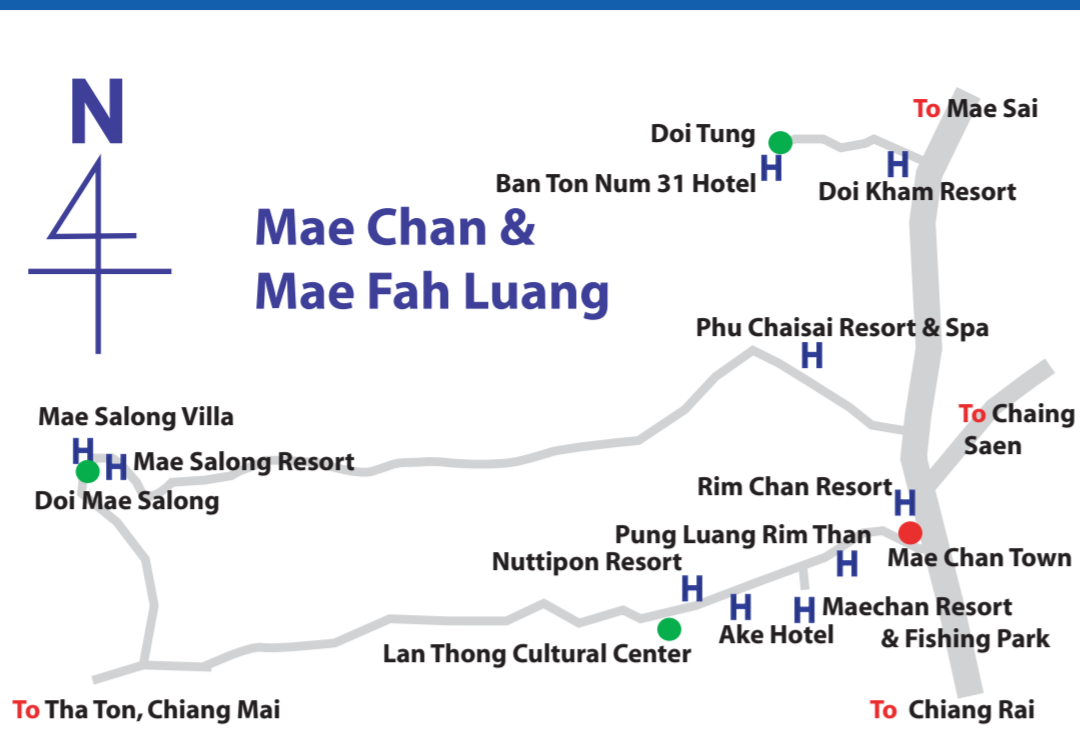 N
To Mae Sai
Doi Tung
H
H
Ban Ton Num 31 Hotel
Doi Kham Resort
Mae Chan &
Mae Fah Luang
Phu Chaisai Resort & Spa
H
To Chaing
Saen
Mae Salong Villa
H
H
Mae Salong Resort
Doi Mae Salong
Rim Chan Resort
H
Pung Luang Rim Than
H
Mae Chan Town
Nuttipon Resort
H
H
Ake Hotel
H
Maechan Resort
& Fishing Park
Lan Thong Cultural Center
To Tha Ton, Chiang Mai
To Chiang Rai